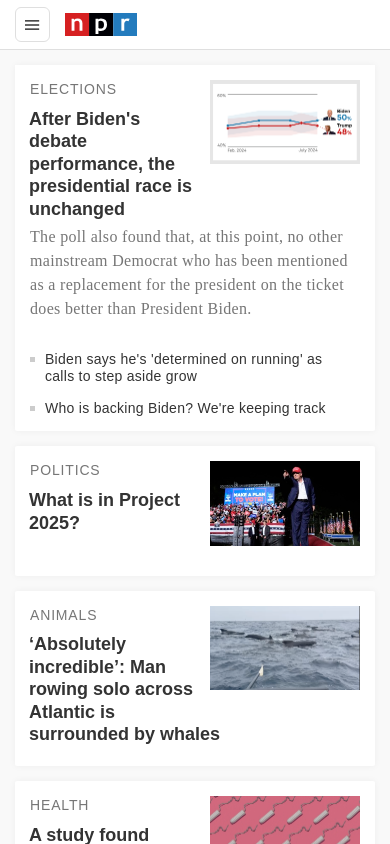 npr
ELECTIONS
After Biden's
debate
performance, the
presidential race is
unchanged
60%
Biden
50%
Trump
48%
40%
Feb. 2024 July 2024
The poll also found that, at this point, no other
mainstream Democrat who has been mentioned
as a replacement for the president on the ticket
does better than President Biden.
Biden says he's 'determined on running' as
calls to step aside grow
Who is backing Biden? We're keeping track
POLITICS
What is in Project
2025?
MAKE A PLAN
TO VOTE!
ANIMALS
‘Absolutely
incredible’: Man
rowing solo across
Atlantic is
surrounded by whales
HEALTH
A study found